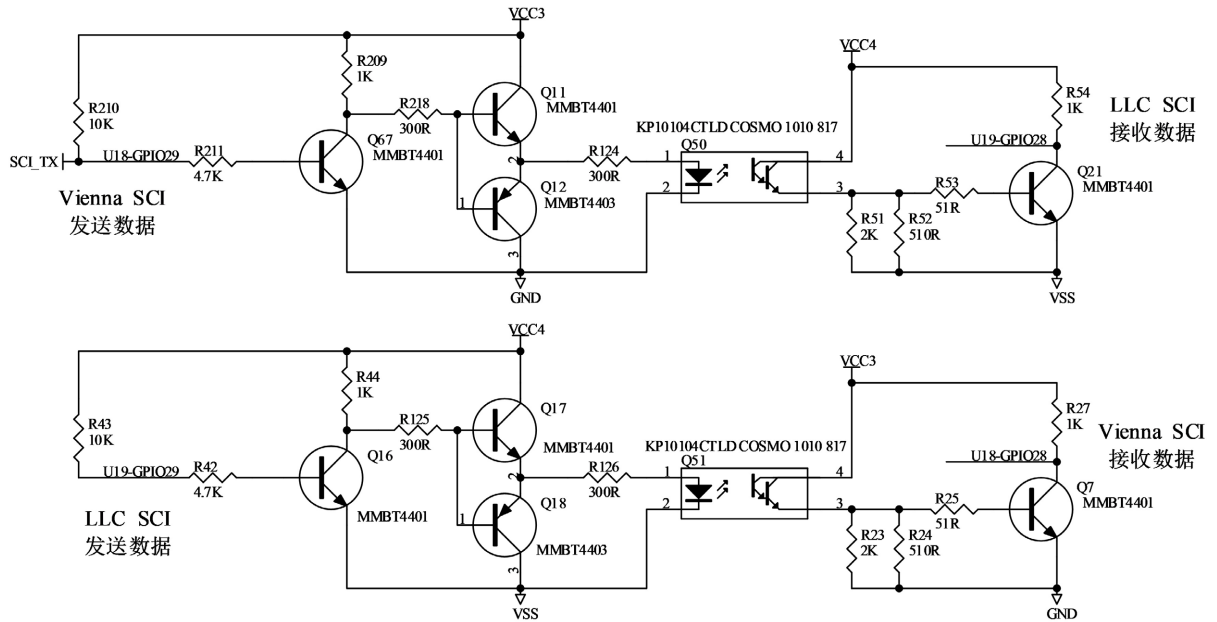 VCC3
R209
1K
Q11
MMBT4401
VCC4
R54
1K
LLC SCI
接收数据
R210
10K
R218
300R
KP10104CTLD COSMO 1010 817
Q50
U19-GPIO28
SCI_TX
U18-GPIO29
R211
4.7K
Q67
MMBT4401
2
R124
300R
1
4
Q21
MMBT4401
Vienna SCI
发送数据
Q12
MMBT4403
1
2
3
R53
51R
R51
2K
R52
510R
3
GND
VSS
VCC4
R44
1K
Q17
MMBT4401
VCC3
R27
1K
Vienna SCI
接收数据
R43
10K
R125
300R
KP10104CTLD COSMO 1010 817
Q51
U18-GPIO28
U19-GPIO29
R42
4.7K
Q16
MMBT4401
2
R126
300R
1
4
Q7
MMBT4401
LLC SCI
发送数据
Q18
MMBT4403
1
2
3
R25
51R
R23
2K
R24
510R
3
VSS
GND